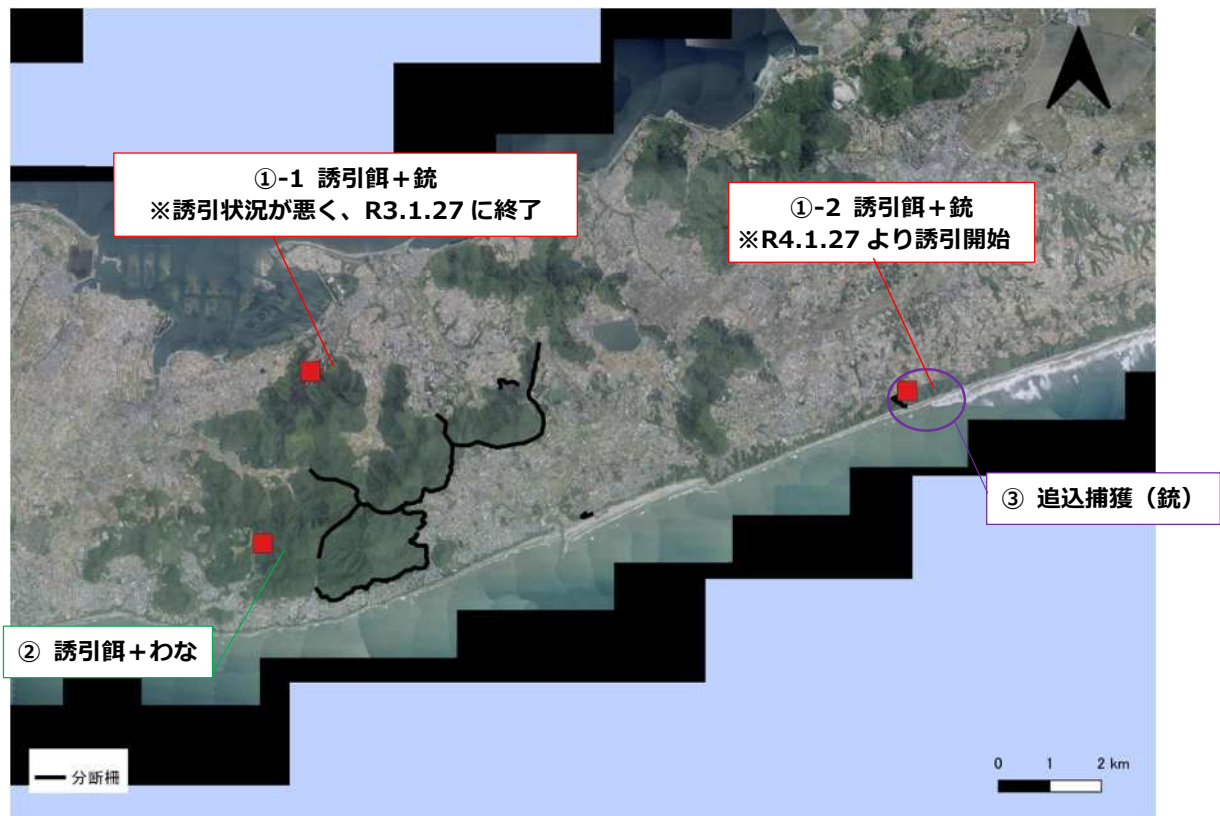 ①-1 誘引餌+銃
※誘引状況が悪く、R3.1.27 に終了
①-2 誘引餌+銃
※R4.1.27 より誘引開始
③ 追込捕獲（銃）
② 誘引餌+わな
分断柵
0 1 2 km